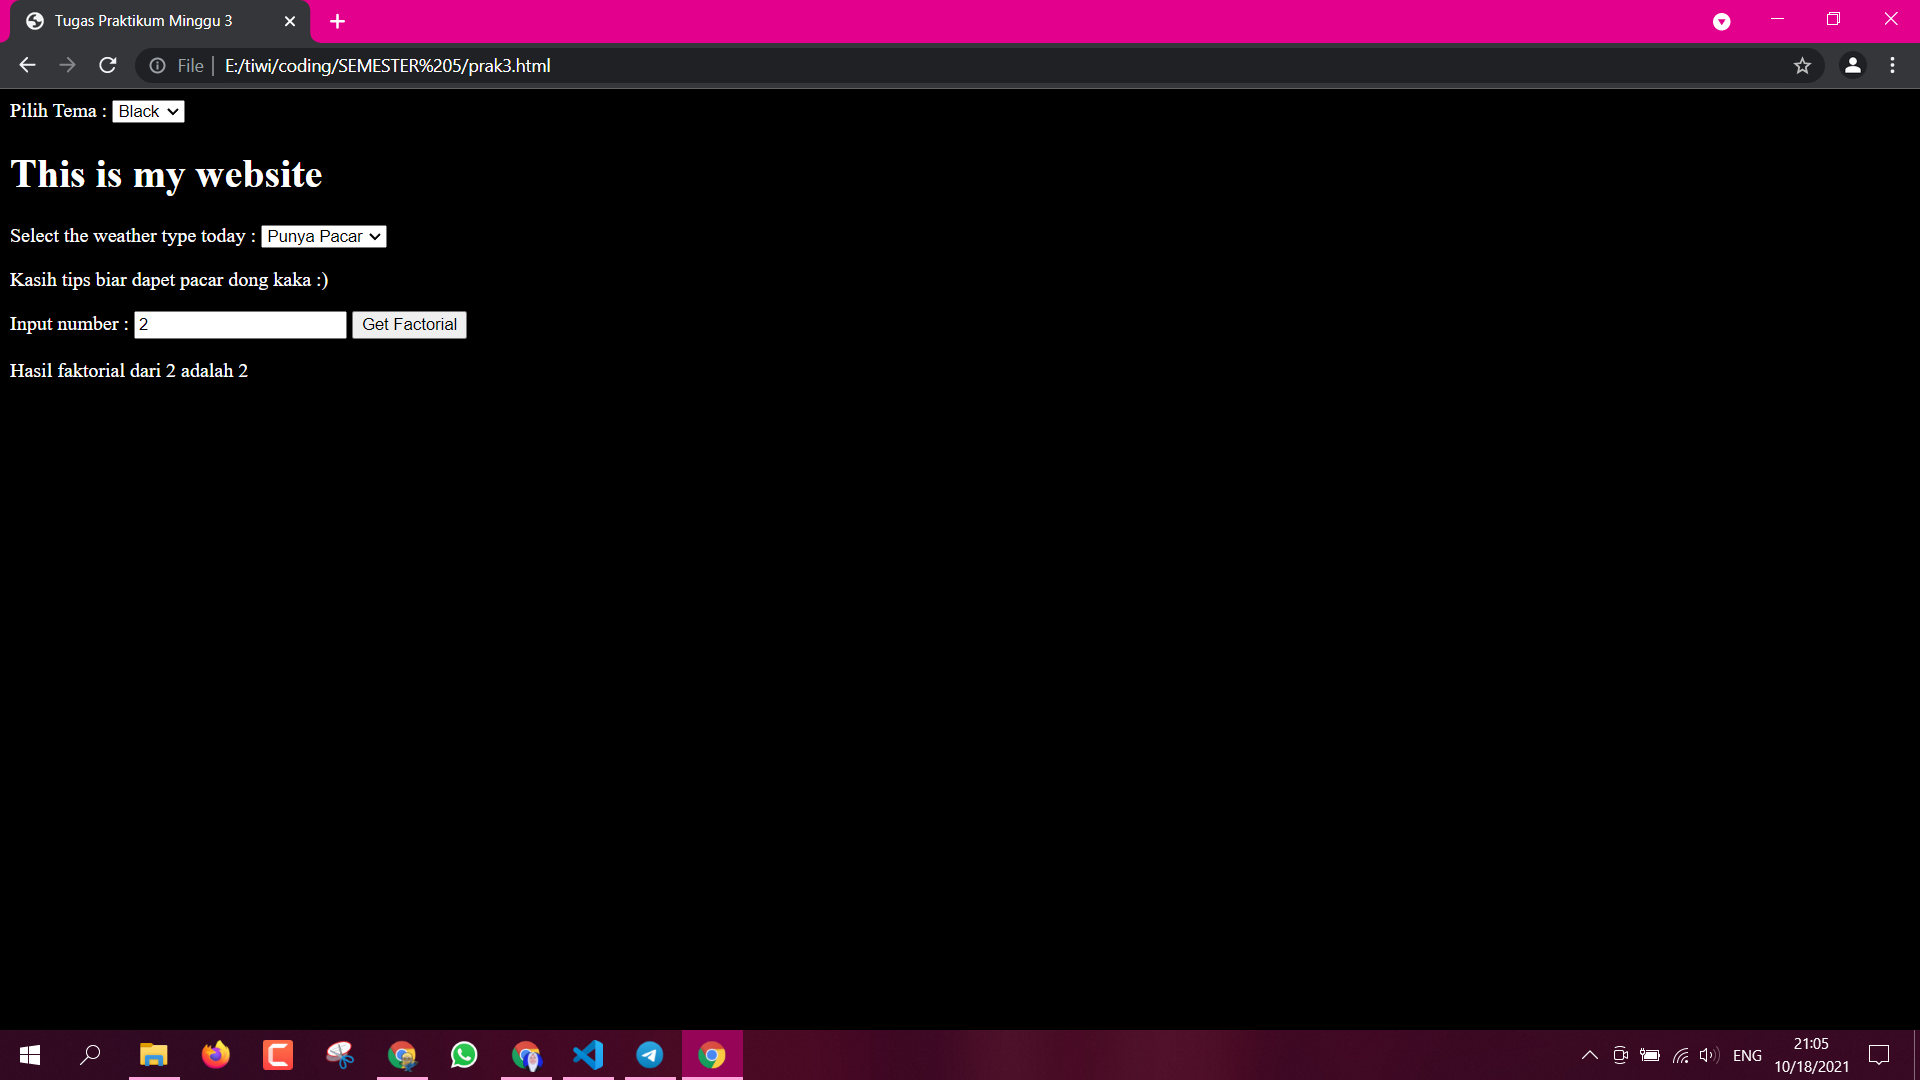 Tugas Praktikum Minggu 3
File E:/tiwi/coding/SEMESTER%205/prak3.html
Pilih Tema : Black
This is my website
Select the weather type today : Punya Pacar
Kasih tips biar dapet pacar dong kaka :)
Input number : 2 Get Factorial
Hasil faktorial dari 2 adalah 2
ENG
21:05
10/18/2021